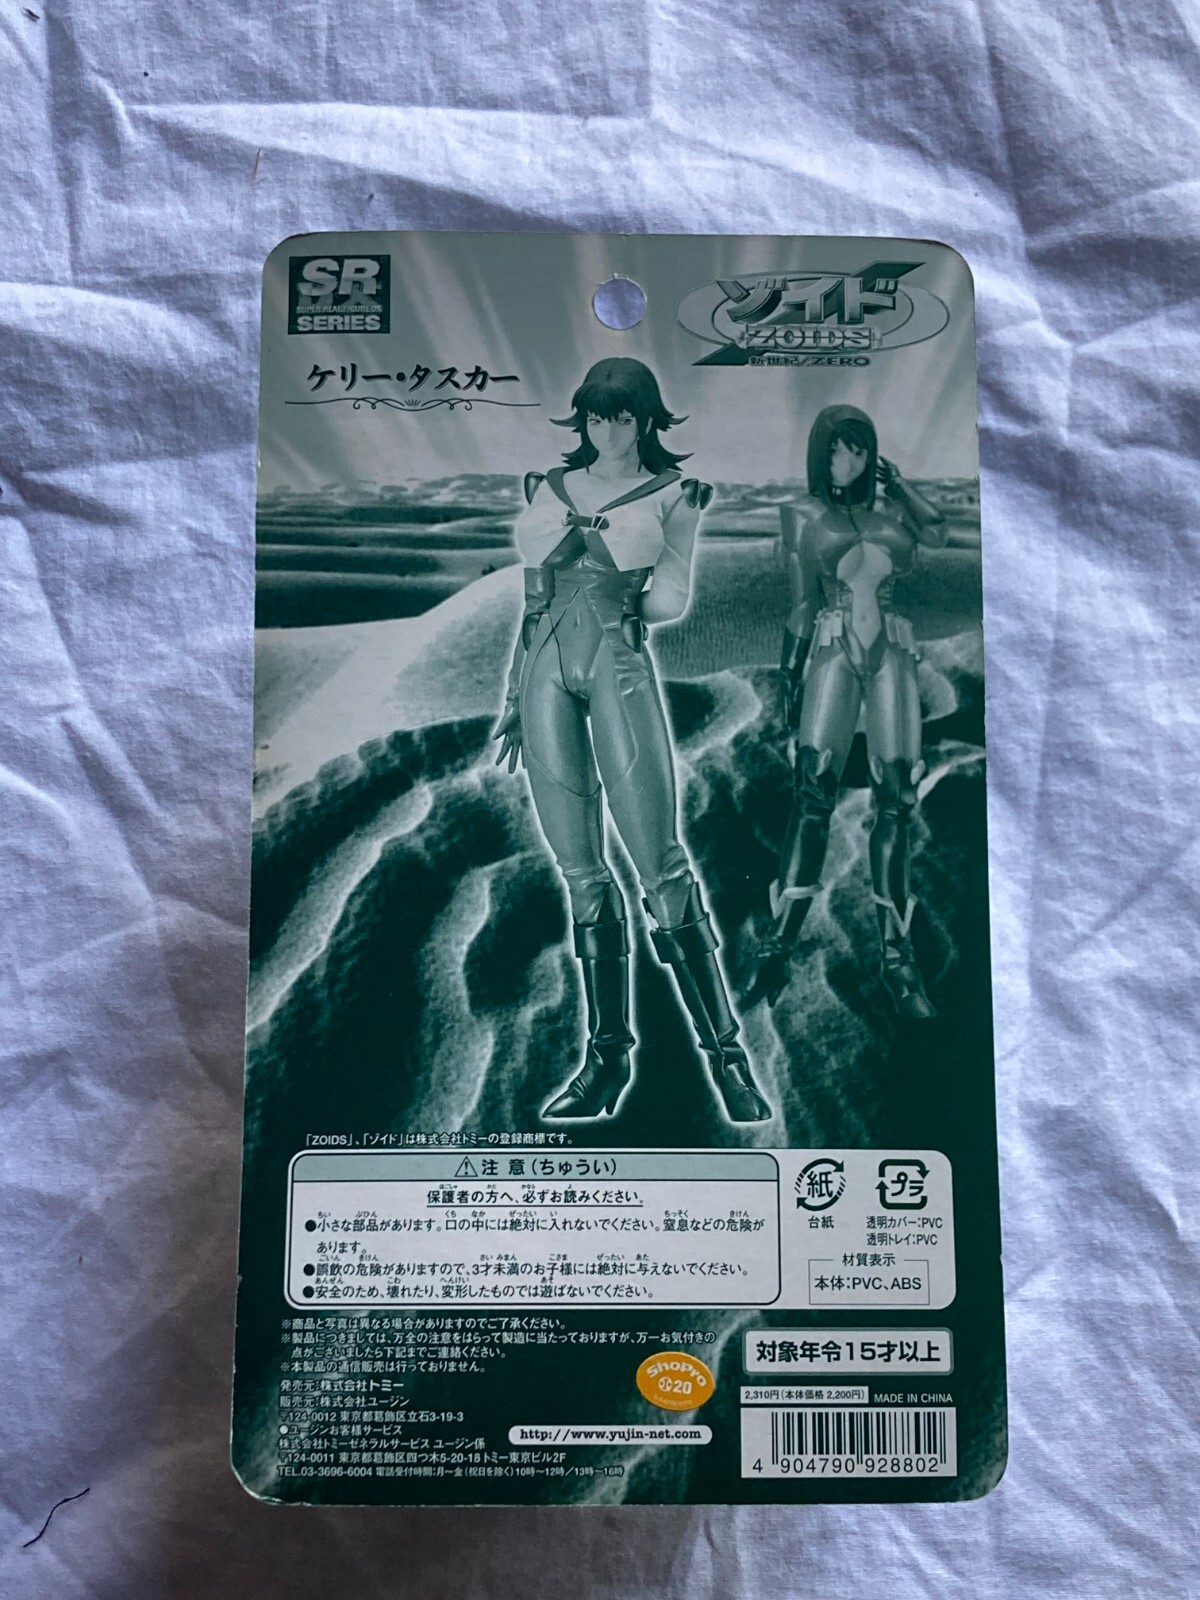 SR
SUPER REALFIGURE DX
SERIES
ゾイド
ZOIDS
新世紀/ZERO
ケリー・タスカー
「ZOIDS」、「ゾイド」は株式会社トミーの登録商標です。
⚠注 意(ちゅうい)
保護者の方へ、必ずお読みください。
●小さな部品があります。口の中には絶対に入れないでください。窒息などの危険が
あります。
●誤飲の危険がありますので、3才未満のお子様には絶対に与えないでください。
●安全のため、壊れたり、変形したものでは遊ばないでください。
紙
台紙
プラ
透明カバー:PVC
透明トレイ:PVC
材質表示
本体:PVC、ABS
※商品と写真は異なる場合がありますのでご了承ください。
※製品につきましては、万全の注意をはらって製造に当たっておりますが、万一お気付きの
点がございましたら下記までご連絡ください。
※本製品の通信販売は行っておりません。
発売元:株式会社トミー
販売元:株式会社ユージン
〒124-0012 東京都葛飾区立石3-19-3
●ユージンお客様サービス
株式会社トミーゼネラルサービス ユージン係
〒124-0011 東京都葛飾区四つ木5-20-18トミー東京ビル2F
TEL.03-3696-6004 電話受付時間:月〜金(祝日を除く)10時〜12時/13時〜16時
ShoPro
小20
http://www.yujin-net.com
対象年令15才以上
2,310円(本体価格 2,200円) MADE IN CHINA
4 904790 928802